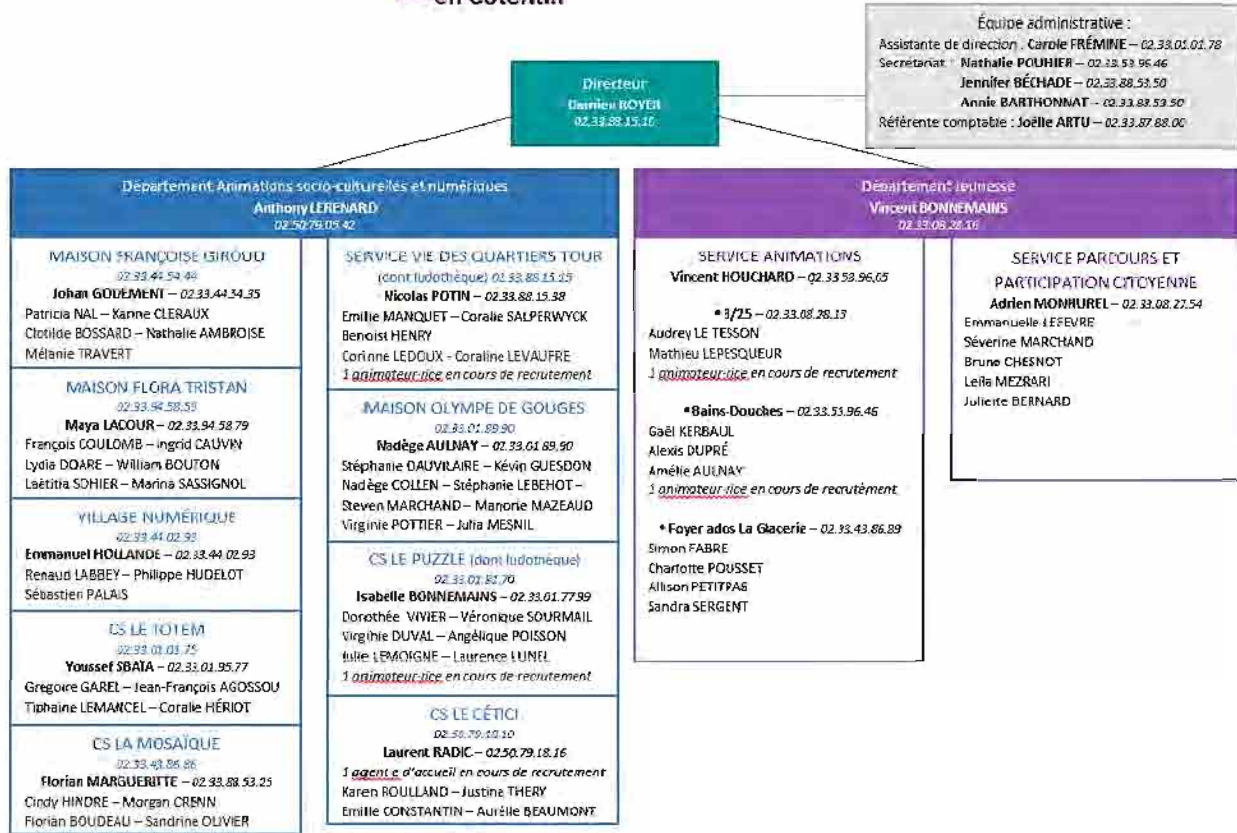 en Cotentin
Équipe administrative :
Assistante de direction : Carole FRÉMINE – 02.33.01.01.78
Secrétariat : Nathalie POUHIER – 02.33.53.96.46
Jennifer BÉCHADE – 02.33.88.53.50
Annie BARTHONNAT – 02.33.88.53.50
Référente comptable : Joëlle ARTU – 02.33.87.88.00
Directeur
Damien ROYER
02.33.88.15.10
Département Animations socio-culturelles et numériques
Anthony LERENARD
02.50.79.05.42
MAISON FRANÇOISE GIROUD
02.33.44.54.44
Johan GODEMENT – 02.33.44.54.35
Patricia NAL – Karine CLERAUX
Clotilde BOSSARD – Nathalie AMBROISE
Mélanie TRAVERT
MAISON FLORA TRISTAN
02.33.94.58.59
Maya LACOUR – 02.33.94.58.79
François COULOMB – Ingrid CAUVIN
Lydia DOARE – William BOUTON
Laëtitia SOHIER – Marina SASSIGNOL
VILLAGE NUMÉRIQUE
02.33.44.02.93
Emmanuel HOLLANDE – 02.33.44.02.93
Renaud LABBEY – Philippe HUDELOT
Sébastien PALAIS
CS LE TOTEM
02.33.01.01.75
Youssef SBAÏA – 02.33.01.95.77
Grégoire GAREL – Jean-François AGOSSOU
Tiphaine LEMANCEL – Coralie HÉRIOT
CS LA MOSAÏQUE
02.33.43.86.86
Florian MARGUERITTE – 02.33.88.53.25
Cindy HINDRE – Morgan CRENN
Florian BOUDEAU – Sandrine OLIVIER
SERVICE VIE DES QUARTIERS TOUR
(dont ludothèque) 02.33.88.15.15
Nicolas POTIN – 02.33.88.15.38
Emilie MANQUET – Coralie SALPERWYCK
Benoist HENRY
Corinne LEDOUX - Coraline LEVAUFRE
1 animateur·rice en cours de recrutement
MAISON OLYMPE DE GOUGES
02.33.01.89.90
Nadège AULNAY – 02.33.01.89.90
Stéphanie DAUVILAIRE – Kévin GUESDON
Nadège COLLEN – Stéphanie LEBEHOT –
Steven MARCHAND – Marjorie MAZEAUD
Virginie POTTIER – Julia MESNIL
CS LE PUZZLE (dont ludothèque)
02.33.01.81.70
Isabelle BONNEMAINS – 02.33.01.77.99
Dorothée VIVIER – Véronique SOURMAIL
Virginie DUVAL – Angélique POISSON
Julie LEMOIGNE – Laurence LUNEL
1 animateur·rice en cours de recrutement
CS LE CÉTICI
02.50.79.18.10
Laurent RADIC – 02.50.79.18.16
1 agent·e d'accueil en cours de recrutement
Karen ROULLAND – Justine THERY
Emilie CONSTANTIN – Aurélie BEAUMONT
Département Jeunesse
Vincent BONNEMAINS
02.33.08.28.16
SERVICE ANIMATIONS
Vincent HOUCHARD – 02.33.53.96.05
• 3/25 – 02.33.08.28.13
Audrey LE TESSON
Mathieu LEPESQUEUR
1 animateur·rice en cours de recrutement
• Bains-Douches – 02.33.53.96.46
Gaël KERBAUL
Alexis DUPRÉ
Amélie AULNAY
1 animateur·rice en cours de recrutement
• Foyer ados La Glacerie – 02.33.43.86.89
Simon FABRE
Charlotte POUSSET
Allison PETITPAS
Sandra SERGENT
SERVICE PARCOURS ET
PARTICIPATION CITOYENNE
Adrien MONHUREL – 02.33.08.27.54
Emmanuelle LEFEVRE
Séverine MARCHAND
Bruno CHESNOT
Leïla MEZRARI
Juliette BERNARD